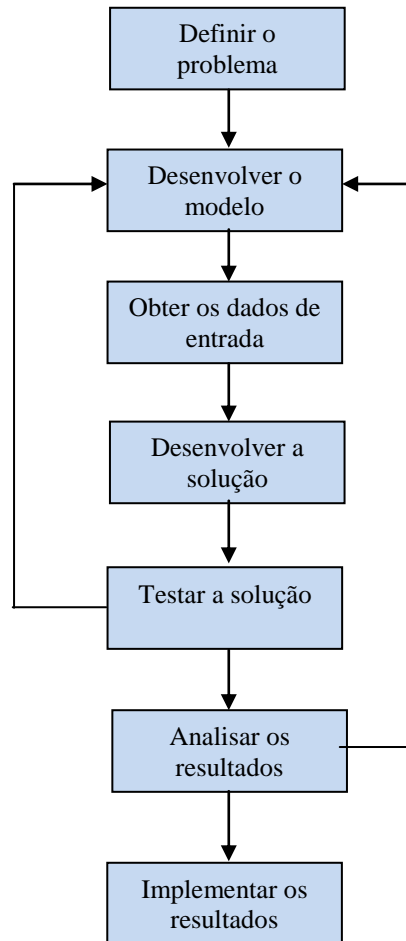 Definir o
problema
Desenvolver o
modelo
Obter os dados de
entrada
Desenvolver a
solução
Testar a solução
Analisar os
resultados
Implementar os
resultados